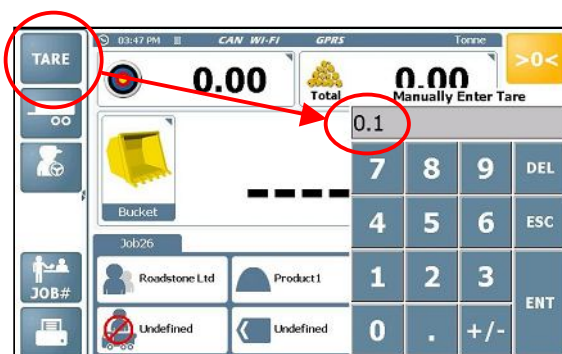 03:47 PM CAN WI-FI GPRS Tonne
TARE
>0<
0.00
Total
0.00
Manually Enter Tare
0.1
7 8 9 DEL
Bucket
----
4 5 6 ESC
Job26
Roadstone Ltd
Product1
1 2 3
JOB#
ENT
Undefined
Undefined
0 . +/-